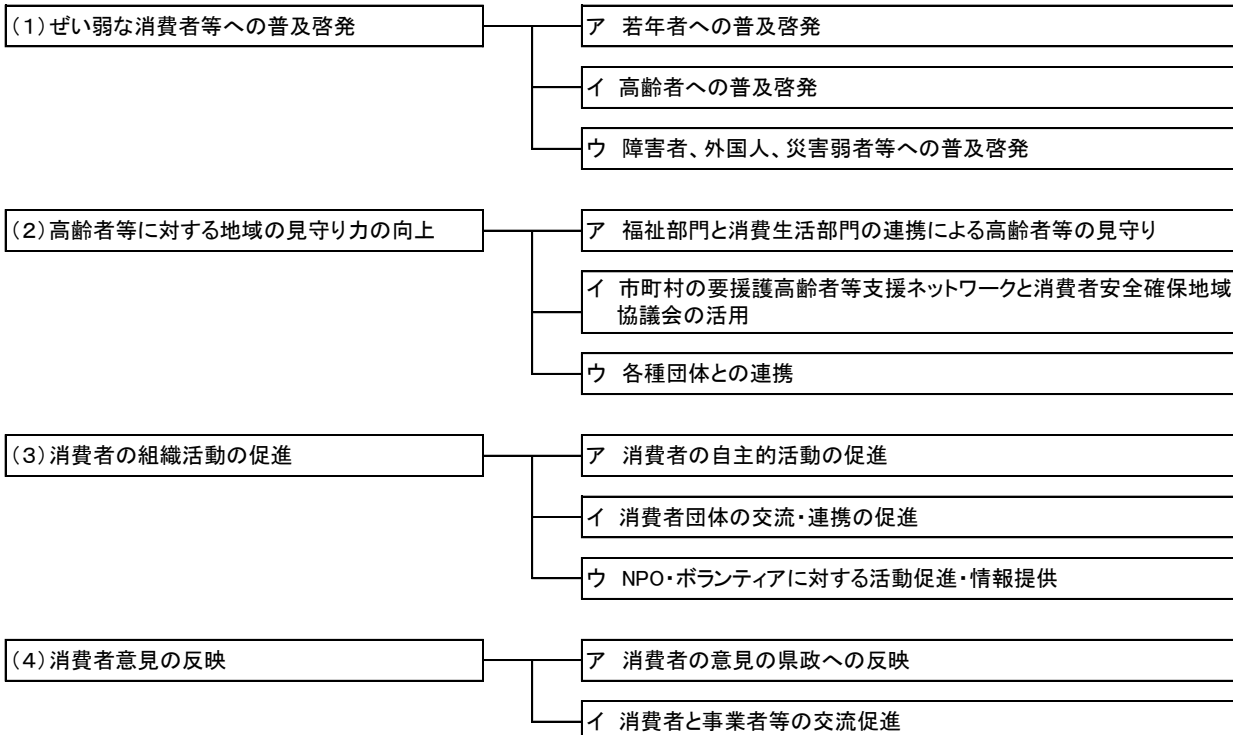 (1)ぜい弱な消費者等への普及啓発
ア 若年者への普及啓発
イ 高齢者への普及啓発
ウ 障害者、外国人、災害弱者等への普及啓発
(2)高齢者等に対する地域の見守り力の向上
ア 福祉部門と消費生活部門の連携による高齢者等の見守り
イ 市町村の要援護高齢者等支援ネットワークと消費者安全確保地域
協議会の活用
ウ 各種団体との連携
(3)消費者の組織活動の促進
ア 消費者の自主的活動の促進
イ 消費者団体の交流・連携の促進
ウ NPO・ボランティアに対する活動促進・情報提供
(4)消費者意見の反映
ア 消費者の意見の県政への反映
イ 消費者と事業者等の交流促進